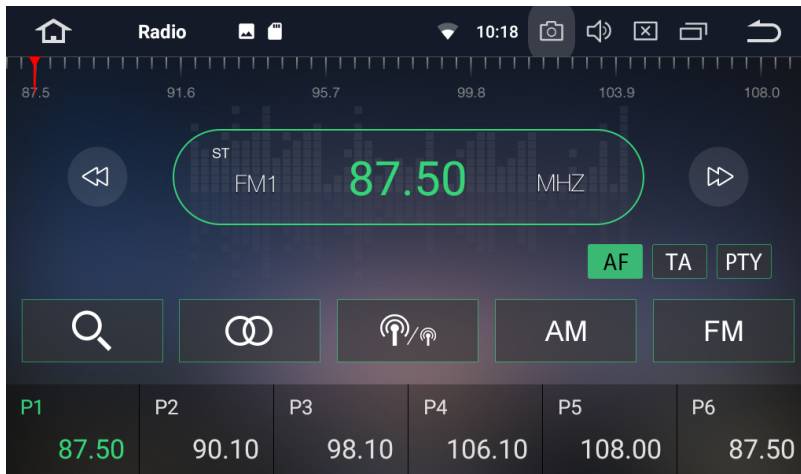 Radio 10:18
87.5 91.6 95.7 99.8 103.9 108.0
ST
FM1 87.50 MHZ
AF TA PTY
AM FM
P1 P2 P3 P4 P5 P6
87.50 90.10 98.10 106.10 108.00 87.50